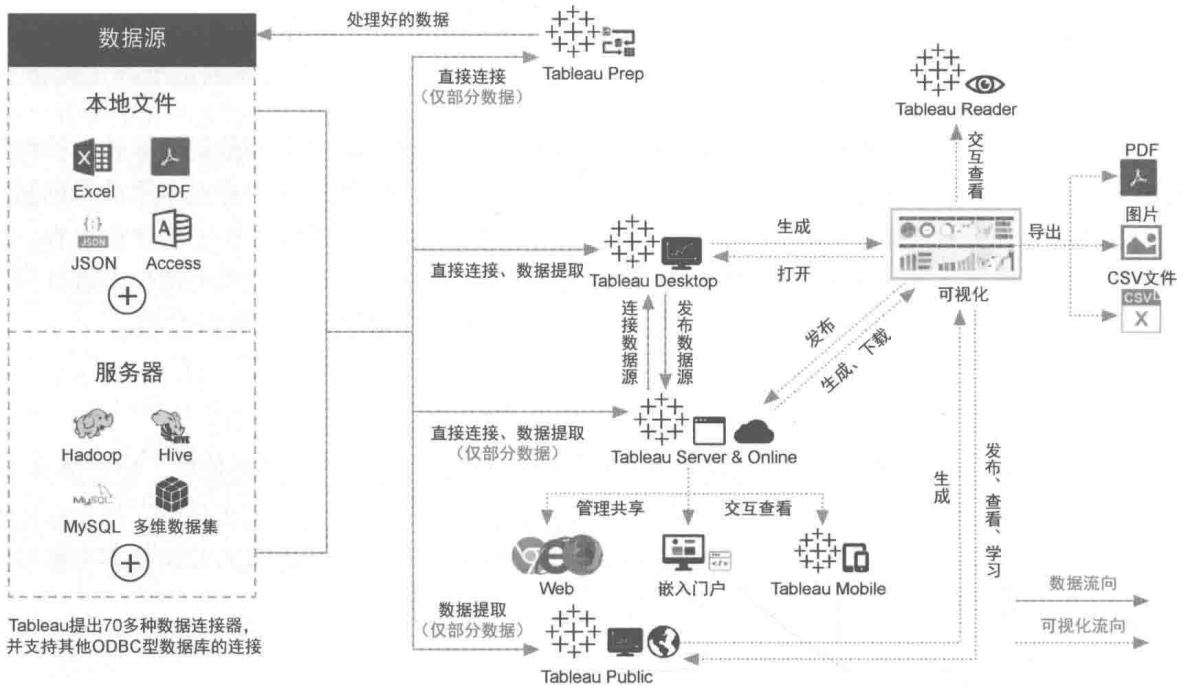 数据源
本地文件
Excel
PDF
{:}
JSON
JSON
Access
服务器
Hadoop
Hive
MySQL
MySQL
多维数据集
Tableau提出70多种数据连接器,
并支持其他ODBC型数据库的连接
处理好的数据
Tableau Prep
直接连接
(仅部分数据)
直接连接、数据提取
Tableau Desktop
连接数据源
发布数据源
直接连接、数据提取
(仅部分数据)
Tableau Server & Online
管理共享
交互查看
Web
嵌入门户
</>
Tableau Mobile
数据提取
(仅部分数据)
Tableau Public
生成
打开
发布
生成、下载
Tableau Reader
交互查看
可视化
导出
PDF
图片
CSV文件
CSV
X
生成
发布、查看、学习
数据流向
可视化流向